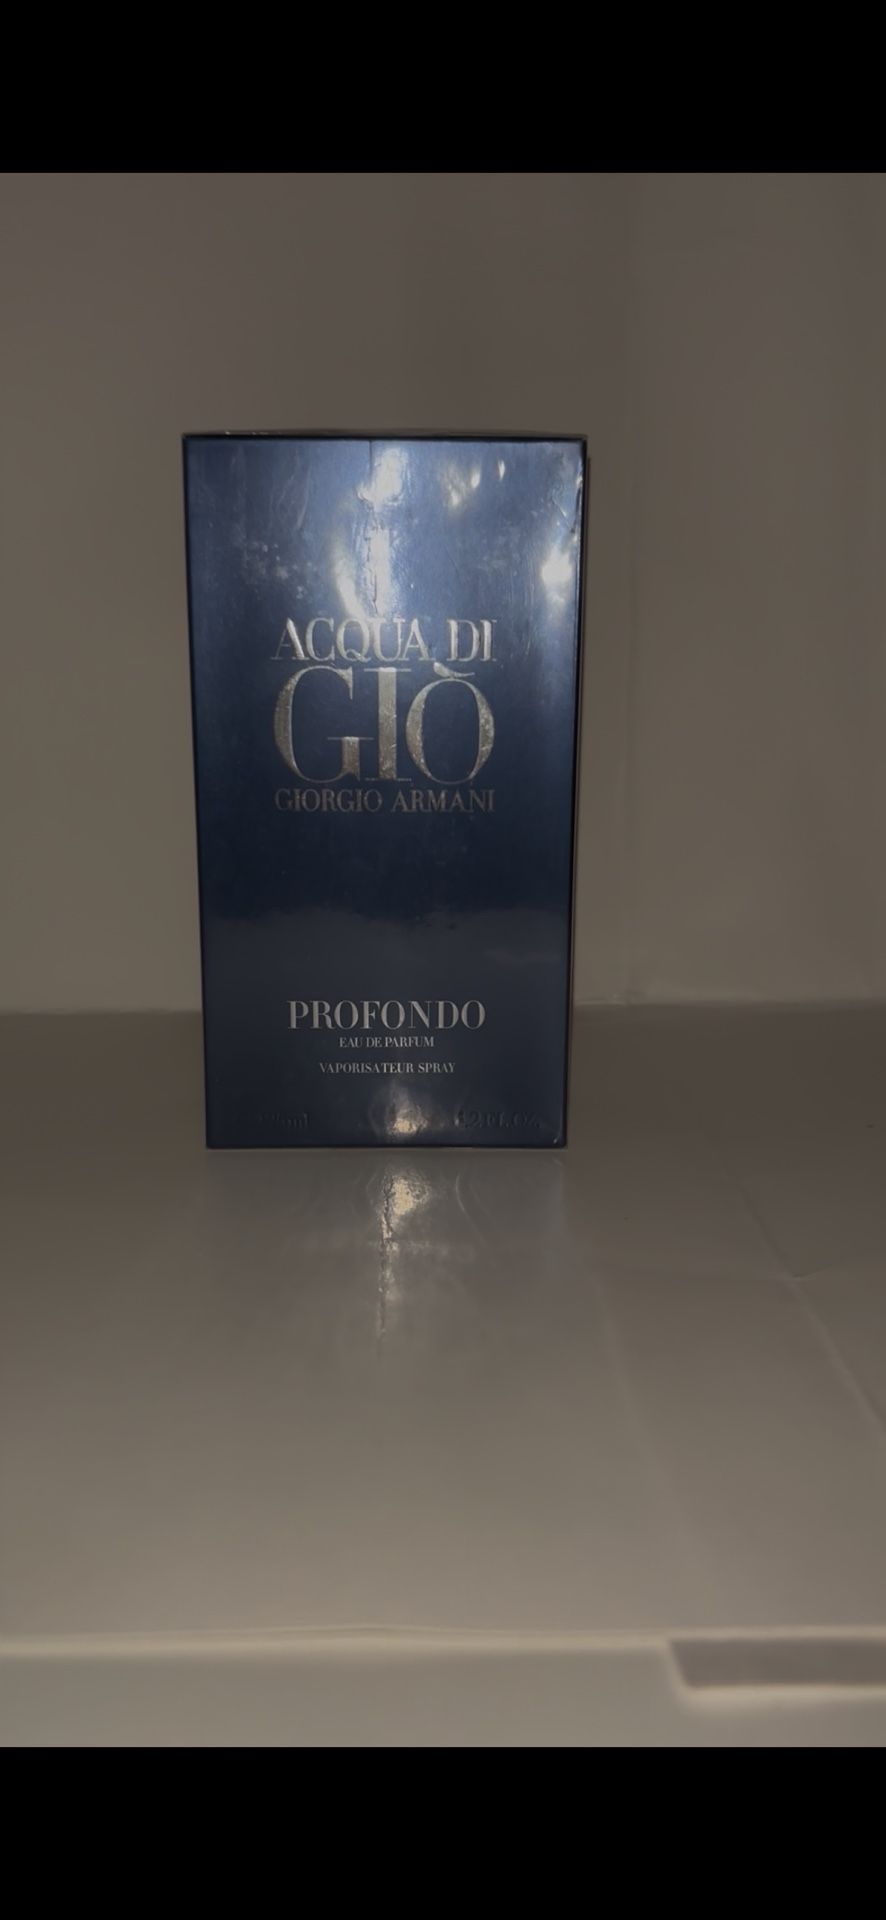 ACQUA DI
GIÒ
GIORGIO ARMANI
PROFONDO
EAU DE PARFUM
VAPORISATEUR SPRAY